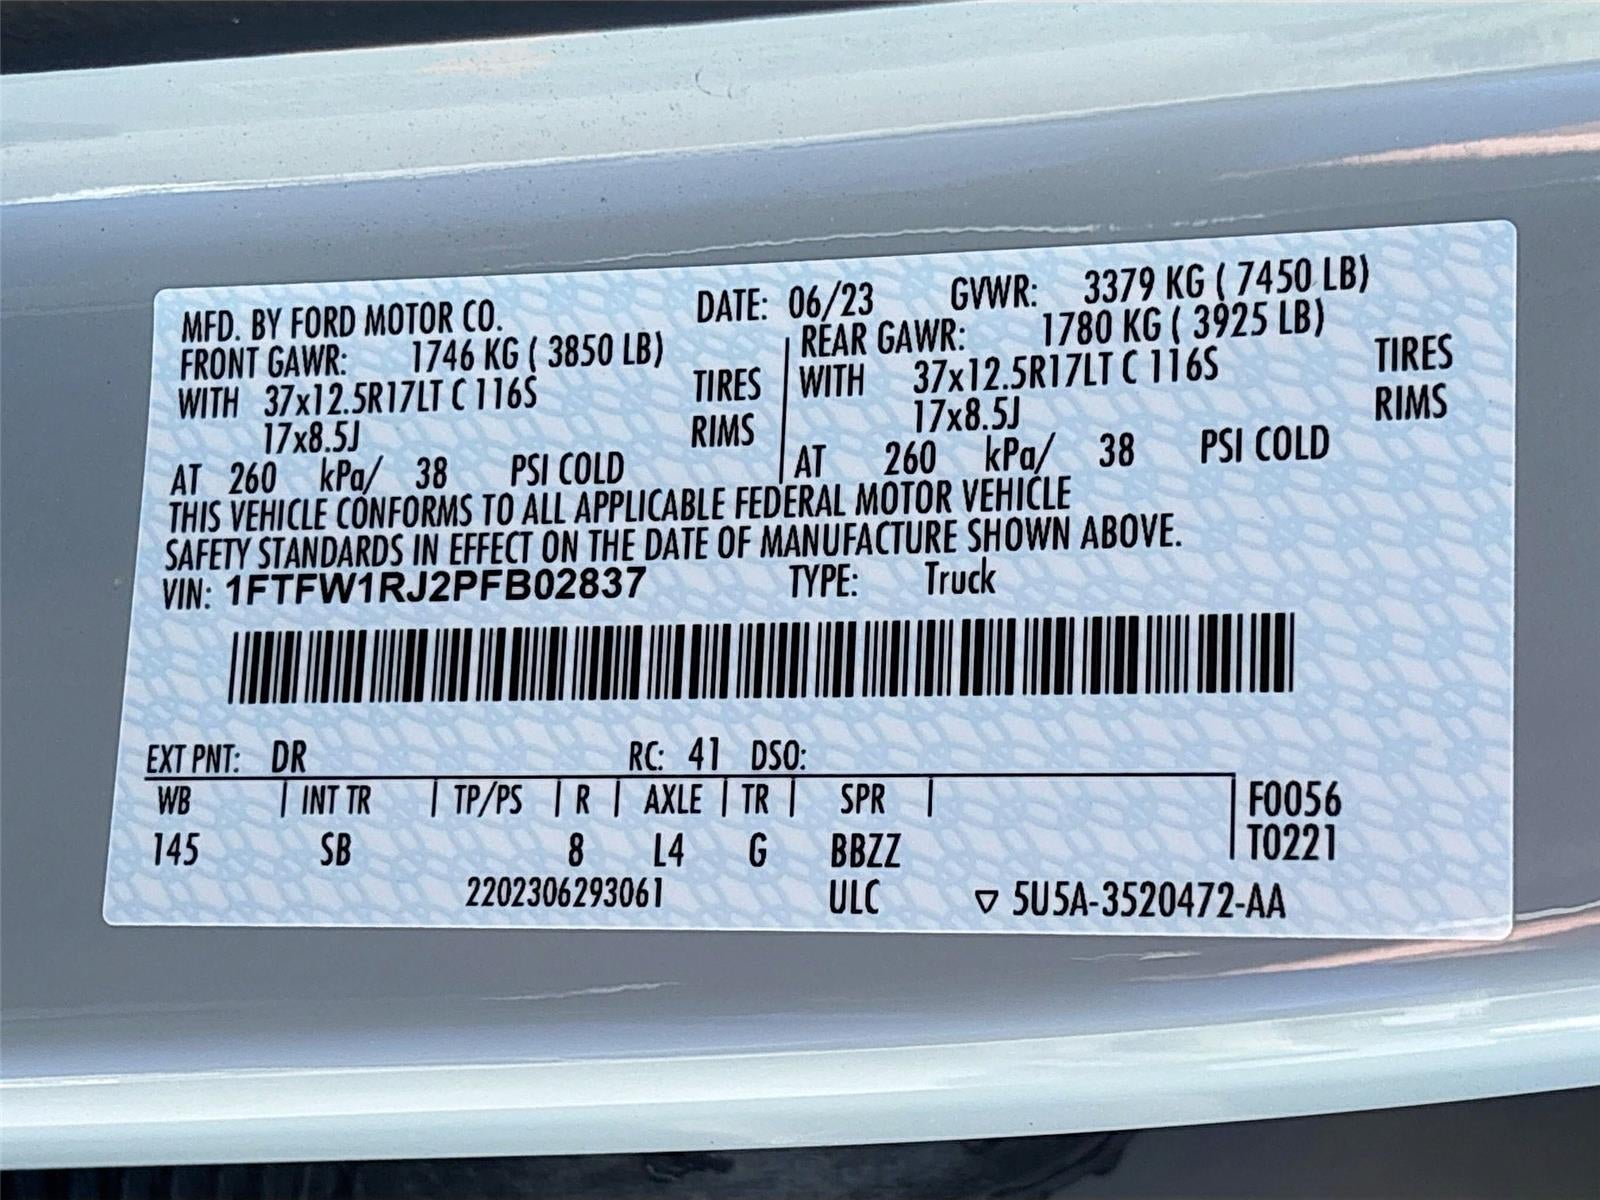 MFD. BY FORD MOTOR CO. DATE: 06/23 GVWR: 3379 KG ( 7450 LB)
FRONT GAWR: 1746 KG ( 3850 LB) REAR GAWR: 1780 KG ( 3925 LB)
WITH 37x12.5R17LT C 116S TIRES WITH 37x12.5R17LT C 116S TIRES
17x8.5J RIMS 17x8.5J RIMS
AT 260 kPa/ 38 PSI COLD AT 260 kPa/ 38 PSI COLD
THIS VEHICLE CONFORMS TO ALL APPLICABLE FEDERAL MOTOR VEHICLE
SAFETY STANDARDS IN EFFECT ON THE DATE OF MANUFACTURE SHOWN ABOVE.
VIN: 1FTFW1RJ2PFB02837 TYPE: Truck
EXT PNT: DR RC: 41 DSO:
WB | INT TR | TP/PS | R | AXLE | TR | SPR | F0056
145 SB 8 L4 G BBZZ T0221
2202306293061 ULC ▽ 5U5A-3520472-AA